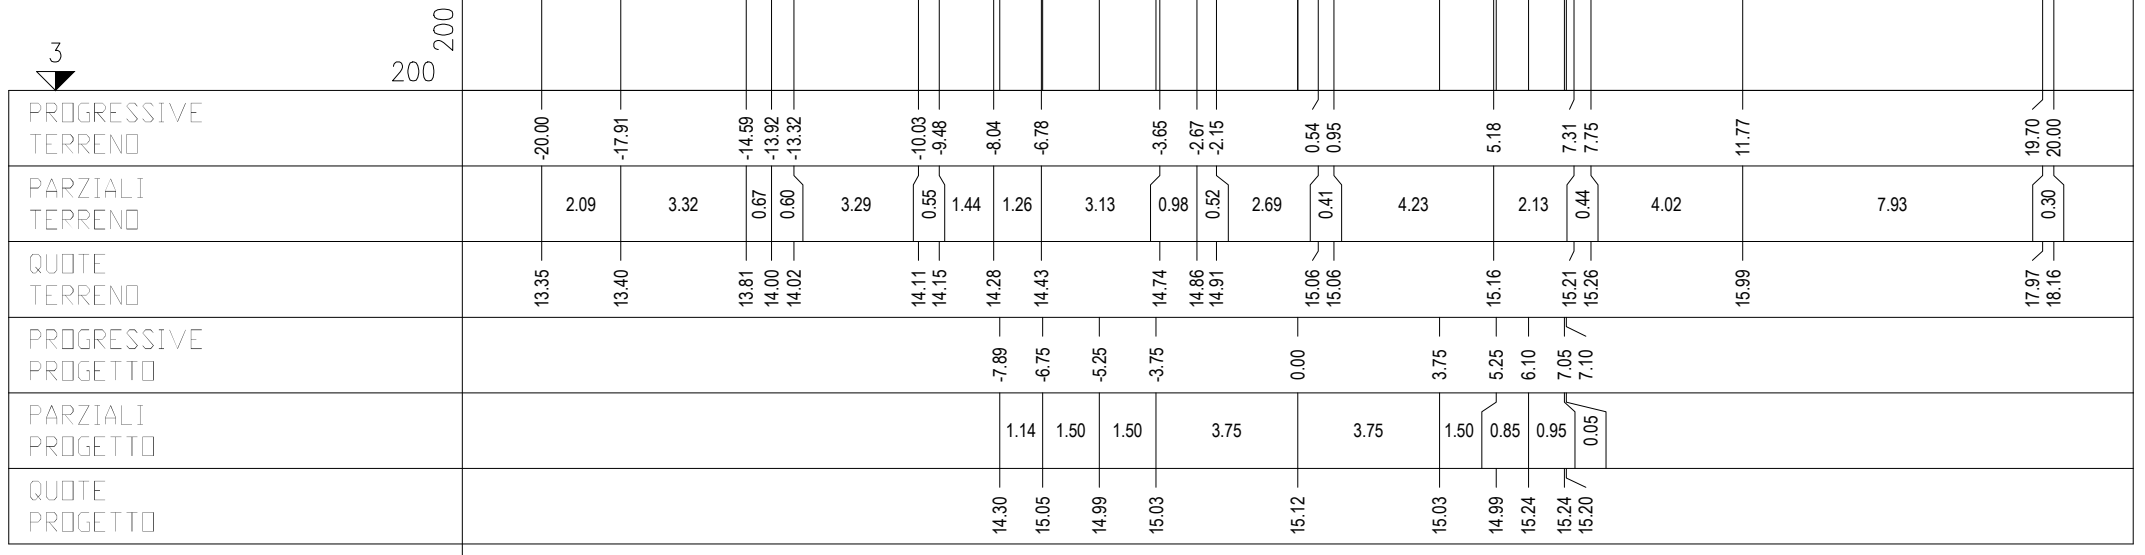 3
200
200
PROGRESSIVE
TERRENO
-20.00 -17.91 -14.59 -13.92 -13.32 -10.03 -9.48 -8.04 -6.78 -3.65 -2.67 -2.15 0.54 0.95 5.18 7.31 7.75 11.77 19.70 20.00
PARZIALI
TERRENO
2.09 3.32 0.67 0.60 3.29 0.55 1.44 1.26 3.13 0.98 0.52 2.69 0.41 4.23 2.13 0.44 4.02 7.93 0.30
QUOTE
TERRENO
13.35 13.40 13.81 14.00 14.02 14.11 14.15 14.28 14.43 14.74 14.86 14.91 15.06 15.06 15.16 15.21 15.26 15.99 17.97 18.16
PROGRESSIVE
PROGETTO
-7.89 -6.75 -5.25 -3.75 0.00 3.75 5.25 6.10 7.05 7.10
PARZIALI
PROGETTO
1.14 1.50 1.50 3.75 3.75 1.50 0.85 0.95 0.05
QUOTE
PROGETTO
14.30 15.05 14.99 15.03 15.12 15.03 14.99 15.24 15.24 15.20